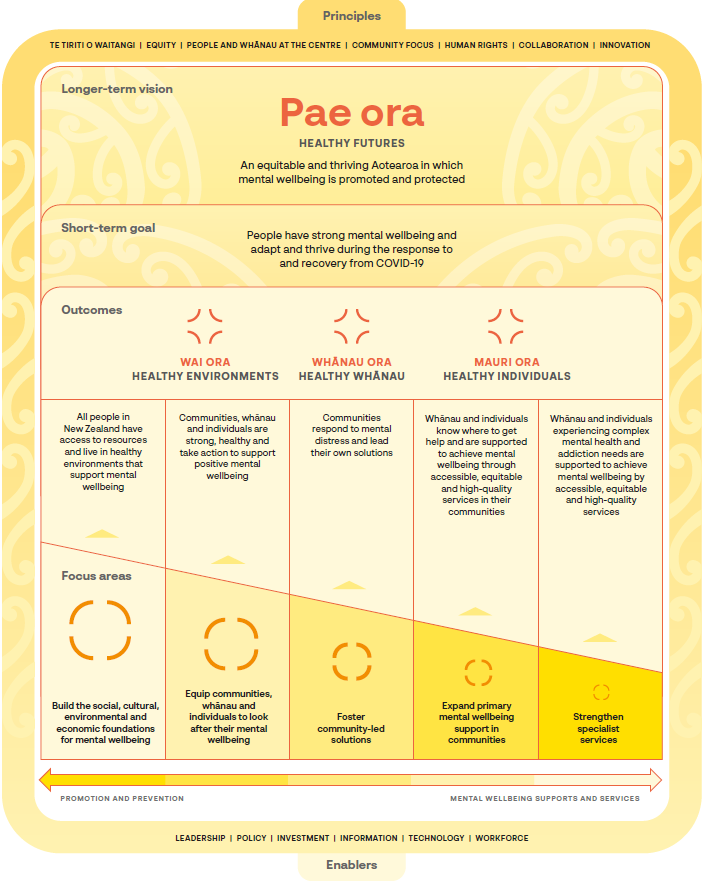 Principles
TE TIRITI O WAITANGI | EQUITY | PEOPLE AND WHĀNAU AT THE CENTRE | COMMUNITY FOCUS | HUMAN RIGHTS | COLLABORATION | INNOVATION
Longer-term vision
Pae ora
HEALTHY FUTURES
An equitable and thriving Aotearoa in which
mental wellbeing is promoted and protected
Short-term goal
People have strong mental wellbeing and
adapt and thrive during the response to
and recovery from COVID-19
Outcomes
WAI ORA
HEALTHY ENVIRONMENTS
WHĀNAU ORA
HEALTHY WHĀNAU
MAURI ORA
HEALTHY INDIVIDUALS
All people in
New Zealand have
access to resources
and live in healthy
environments that
support mental
wellbeing
Communities, whānau
and individuals are
strong, healthy and
take action to support
positive mental
wellbeing
Communities
respond to mental
distress and lead
their own solutions
Whānau and individuals
know where to get
help and are supported
to achieve mental
wellbeing through
accessible, equitable
and high-quality
services in their
communities
Whānau and individuals
experiencing complex
mental health and
addiction needs are
supported to achieve
mental wellbeing by
accessible, equitable
and high-quality
services
Focus areas
Build the social, cultural,
environmental and
economic foundations
for mental wellbeing
Equip communities,
whānau and
individuals to look
after their mental
wellbeing
Foster
community-led
solutions
Expand primary
mental wellbeing
support in
communities
Strengthen
specialist
services
PROMOTION AND PREVENTION
MENTAL WELLBEING SUPPORTS AND SERVICES
LEADERSHIP | POLICY | INVESTMENT | INFORMATION | TECHNOLOGY | WORKFORCE
Enablers